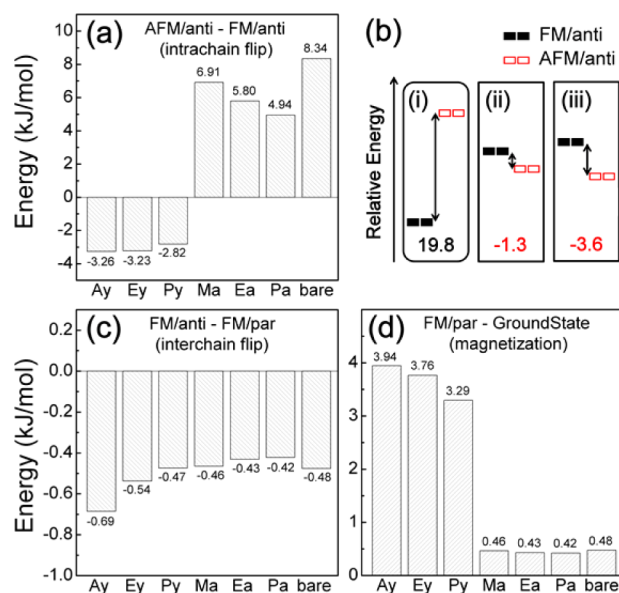 (a)
AFM/anti - FM/anti
(intrachain flip)
Energy (kJ/mol)
10
8
6
4
2
0
-2
-4
-3.26
-3.23
-2.82
6.91
5.80
4.94
8.34
Ay Ey Py Ma Ea Pa bare
(b)
FM/anti
AFM/anti
Relative Energy
(i)
(ii)
(iii)
19.8
-1.3
-3.6
(c)
FM/anti - FM/par
(interchain flip)
Energy (kJ/mol)
0.2
0.0
-0.2
-0.4
-0.6
-0.8
-1.0
-0.69
-0.54
-0.47
-0.46
-0.43
-0.42
-0.48
Ay Ey Py Ma Ea Pa bare
(d)
FM/par - GroundState
(magnetization)
4
3
2
1
0
3.94
3.76
3.29
0.46
0.43
0.42
0.48
Ay Ey Py Ma Ea Pa bare